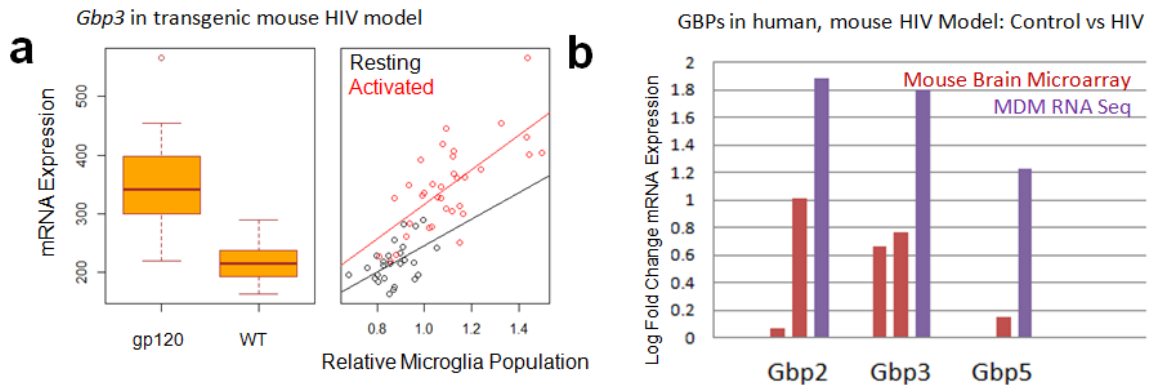 Gbp3 in transgenic mouse HIV model
a
mRNA Expression
500
400
300
200
gp120
WT
Resting
Activated
0.8
1.0
1.2
1.4
Relative Microglia Population
b
GBPs in human, mouse HIV Model: Control vs HIV
Log Fold Change mRNA Expression
2
1.8
1.6
1.4
1.2
1
0.8
0.6
0.4
0.2
0
Mouse Brain Microarray
MDM RNA Seq
Gbp2
Gbp3
Gbp5